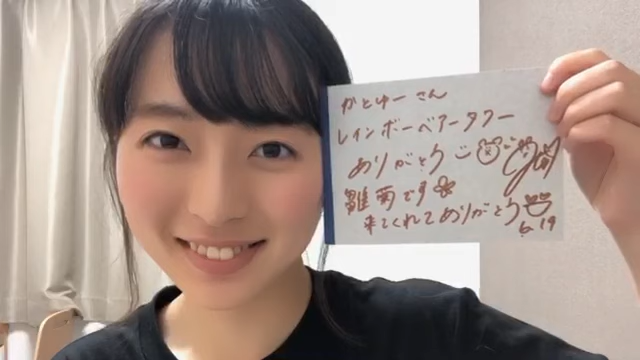 かとゆーさん
レインボーベアータワー
ありがとう
雛菊です
来てくれてありがとう
6.19